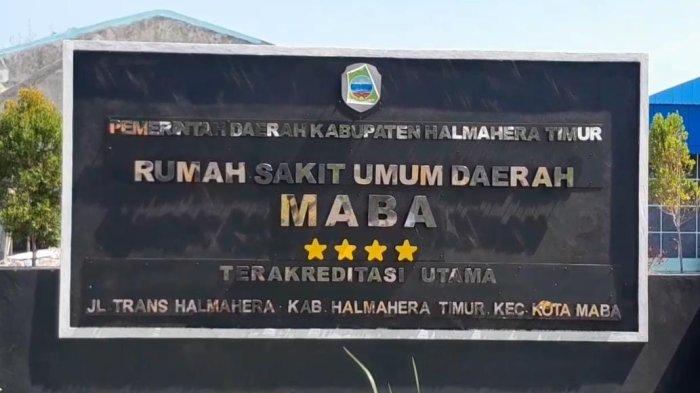 PEMERINTAH DAERAH KABUPATEN HALMAHERA TIMUR
RUMAH SAKIT UMUM DAERAH
MABA
TERAKREDITASI UTAMA
JL TRANS HALMAHERA - KAB. HALMAHERA TIMUR, KEC. KOTA MABA